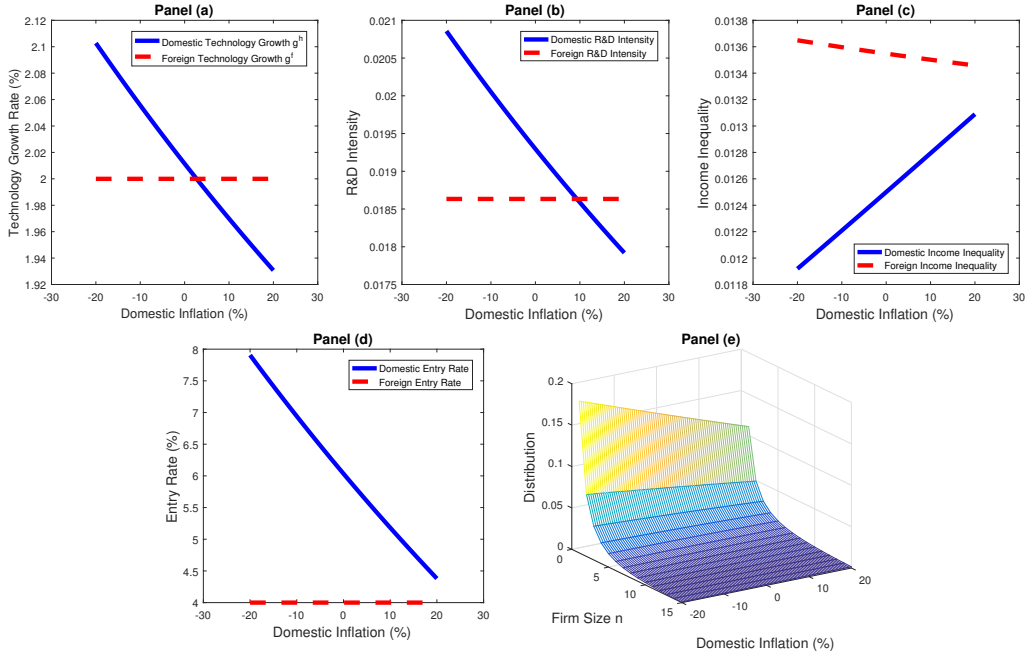 Panel (a)
2.1
2.12
2.08
2.06
2.04
2.02
2
1.98
1.96
1.94
1.92
Technology Growth Rate (%)
Domestic Technology Growth g^h
Foreign Technology Growth g^f
-30 -20 -10 0 10 20 30
Domestic Inflation (%)
Panel (b)
0.021
0.0205
0.02
0.0195
0.019
0.0185
0.018
0.0175
R&D Intensity
Domestic R&D Intensity
Foreign R&D Intensity
-30 -20 -10 0 10 20 30
Domestic Inflation (%)
Panel (c)
0.0138
0.0136
0.0134
0.0132
0.013
0.0128
0.0126
0.0124
0.0122
0.012
0.0118
Income Inequality
Domestic Income Inequality
Foreign Income Inequality
-30 -20 -10 0 10 20 30
Domestic Inflation (%)
Panel (d)
8
7.5
7
6.5
6
5.5
5
4.5
4
Entry Rate (%)
Domestic Entry Rate
Foreign Entry Rate
-30 -20 -10 0 10 20 30
Domestic Inflation (%)
Panel (e)
0.2
0.15
0.1
0.05
0
Distribution
0 5 10 15
Firm Size n
-20 -10 0 10 20
Domestic Inflation (%)